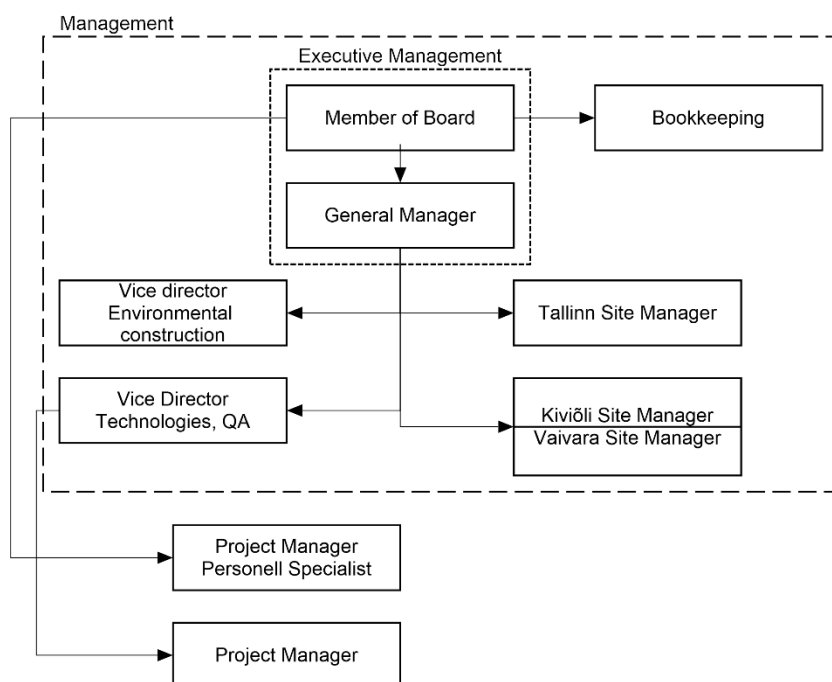 Management
Executive Management
Member of Board
Bookkeeping
General Manager
Vice director
Environmental
construction
Tallinn Site Manager
Vice Director
Technologies, QA
Kiviõli Site Manager
Vaivara Site Manager
Project Manager
Personell Specialist
Project Manager